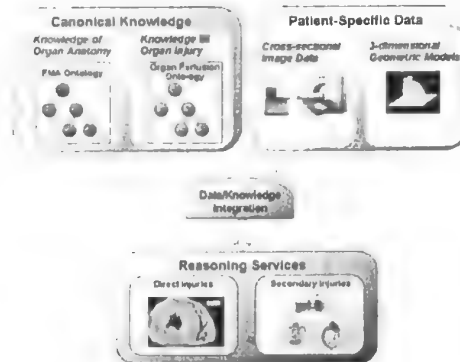 Canonical Knowledge
Knowledge of
Organ Anatomy
Knowledge
Organ Injury
FMA Ontology
Organ Perfusion
Ontology
Patient-Specific Data
Cross-sectional
Image Data
3-dimensional
Geometric Models
Data/Knowledge
Integration
Reasoning Services
Direct Injuries
Secondary Injuries